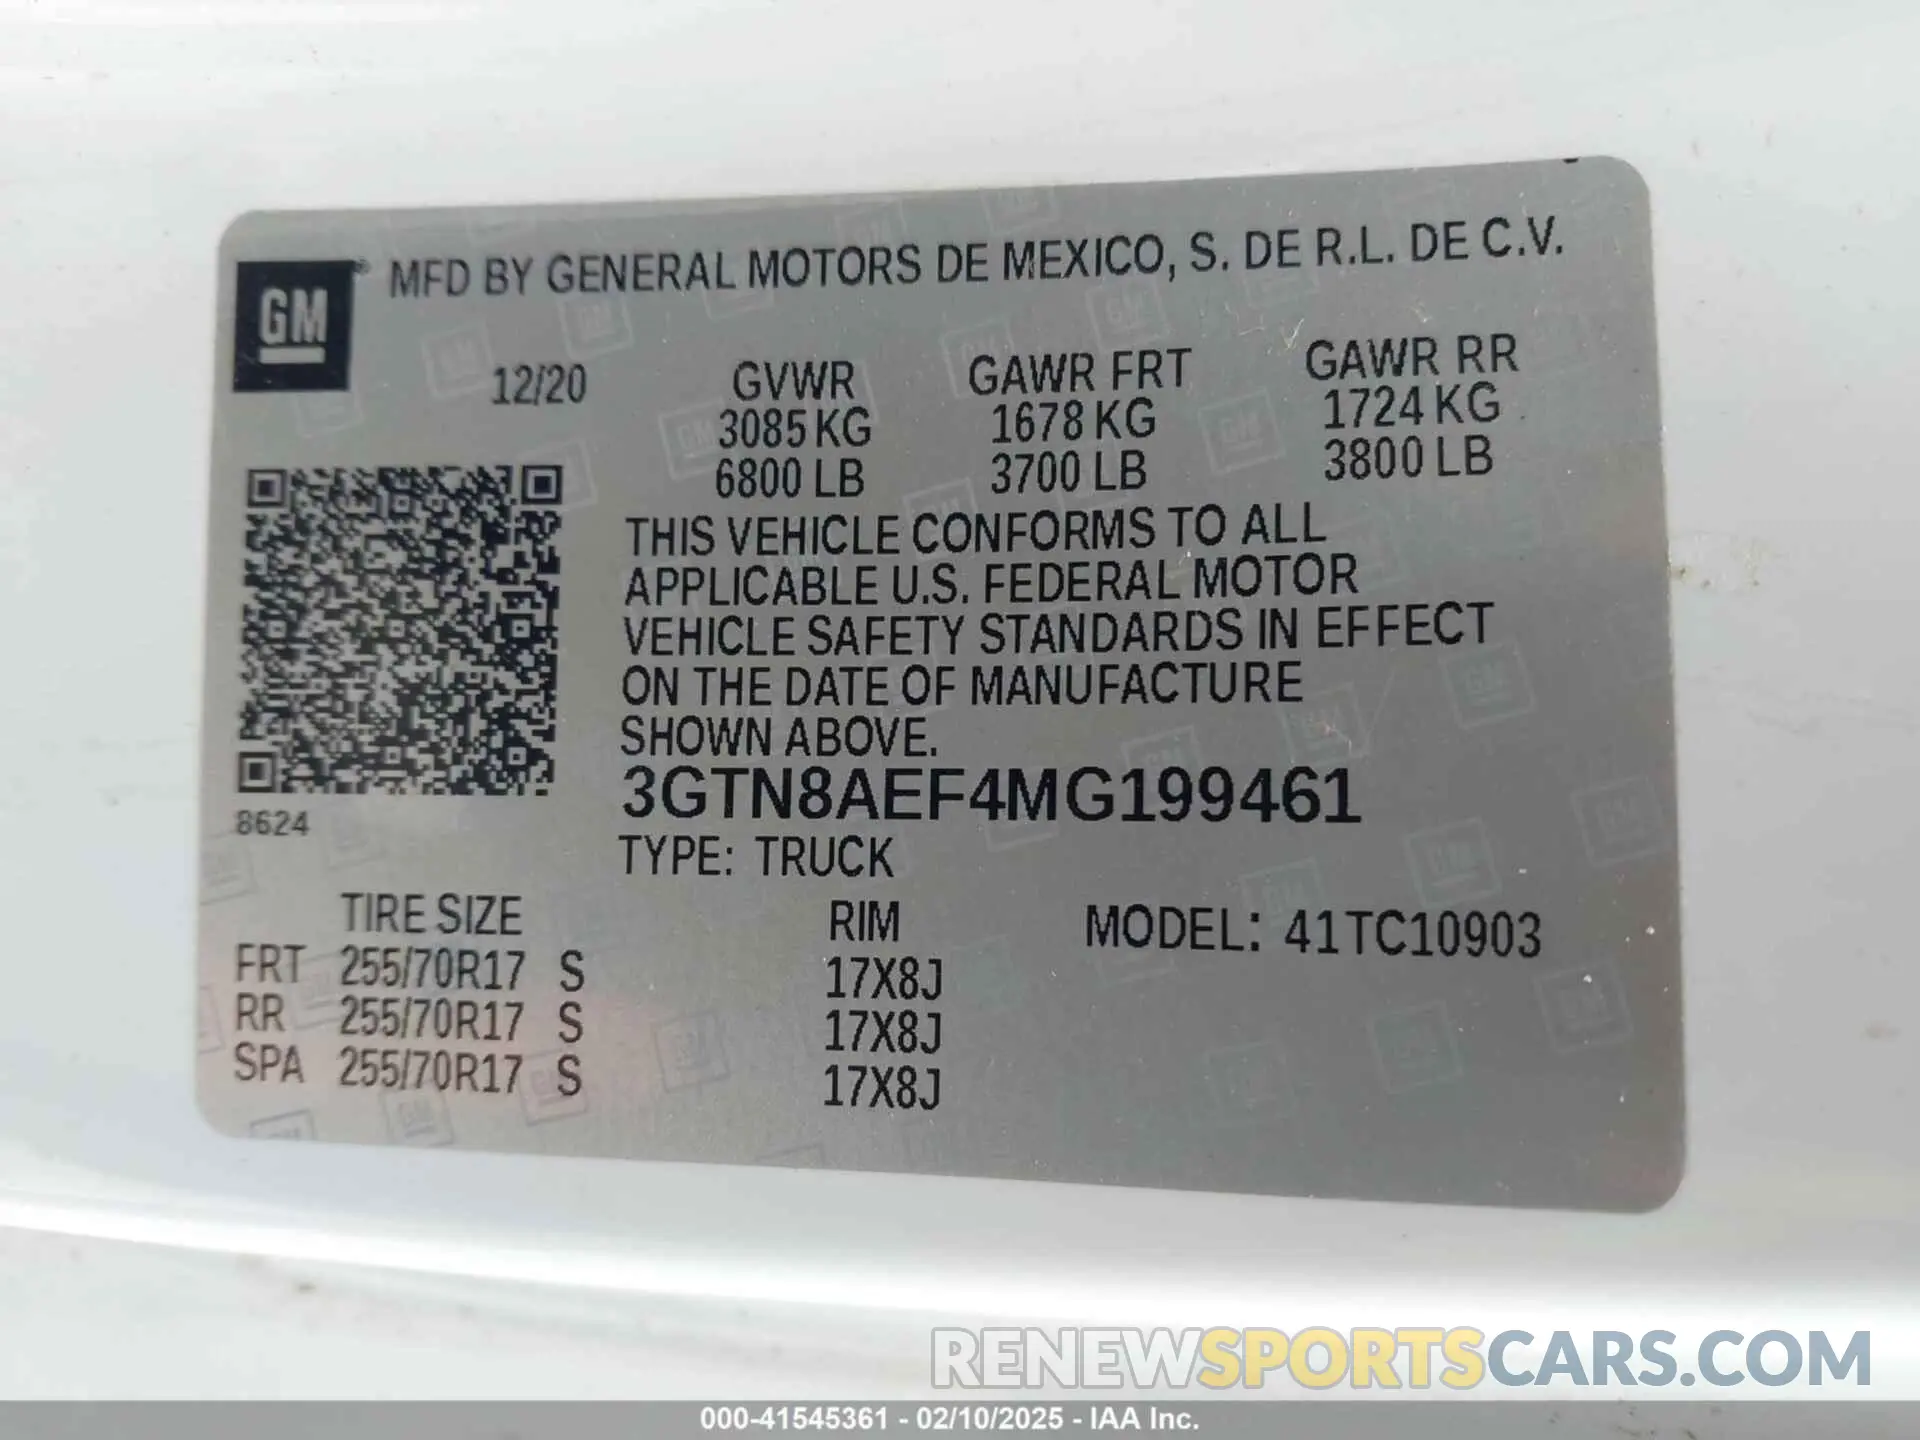 GM ® MFD BY GENERAL MOTORS DE MEXICO, S. DE R.L. DE C.V.
12/20 GVWR GAWR FRT GAWR RR
3085 KG 1678 KG 1724 KG
6800 LB 3700 LB 3800 LB
THIS VEHICLE CONFORMS TO ALL
APPLICABLE U.S. FEDERAL MOTOR
VEHICLE SAFETY STANDARDS IN EFFECT
ON THE DATE OF MANUFACTURE
SHOWN ABOVE.
3GTN8AEF4MG199461
8624
TYPE: TRUCK
TIRE SIZE RIM MODEL: 41TC10903
FRT 255/70R17 S 17X8J
RR 255/70R17 S 17X8J
SPA 255/70R17 S 17X8J
RENEWSPORTSCARS.COM
000-41545361 - 02/10/2025 - IAA Inc.